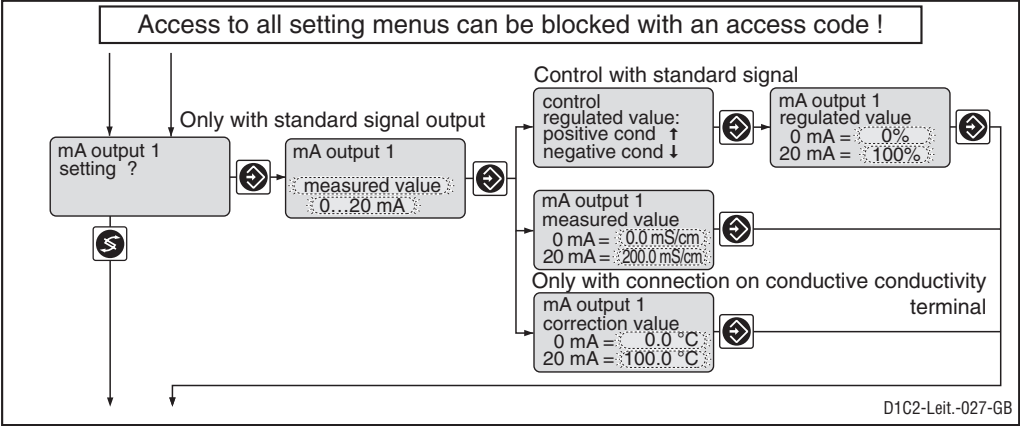 Access to all setting menus can be blocked with an access code !
Only with standard signal output
mA output 1
setting ?
mA output 1
measured value
0...20 mA
Control with standard signal
control
regulated value:
positive cond ↑
negative cond ↓
mA output 1
regulated value
0 mA = 0%
20 mA = 100%
mA output 1
measured value
0 mA = 0.0 mS/cm
20 mA = 200.0 mS/cm
Only with connection on conductive conductivity
terminal
mA output 1
correction value
0 mA = 0.0 °C
20 mA = 100.0 °C
D1C2-Leit.-027-GB